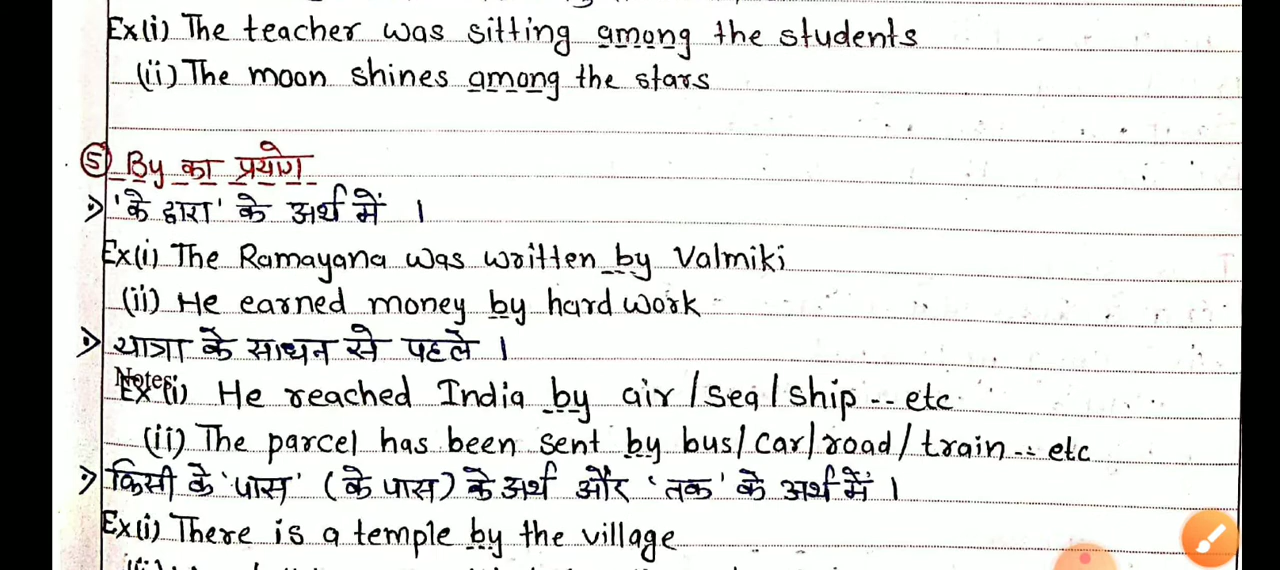 Ex(i) The teacher was sitting among the students
(ii) The moon shines among the stars
⑤ By का प्रयोग
'के द्वारा' के अर्थ में ।
Ex(i) The Ramayana was written by Valmiki
(ii) He earned money by hard work
यात्रा के साधन से पहले ।
Notes:
Ex(i) He reached India by air/sea/ship -- etc
(ii) The parcel has been sent by bus/car/road/train -- etc
किसी के 'पास' (के पास) के अर्थ और 'तक' के अर्थ में ।
Ex(i) There is a temple by the village